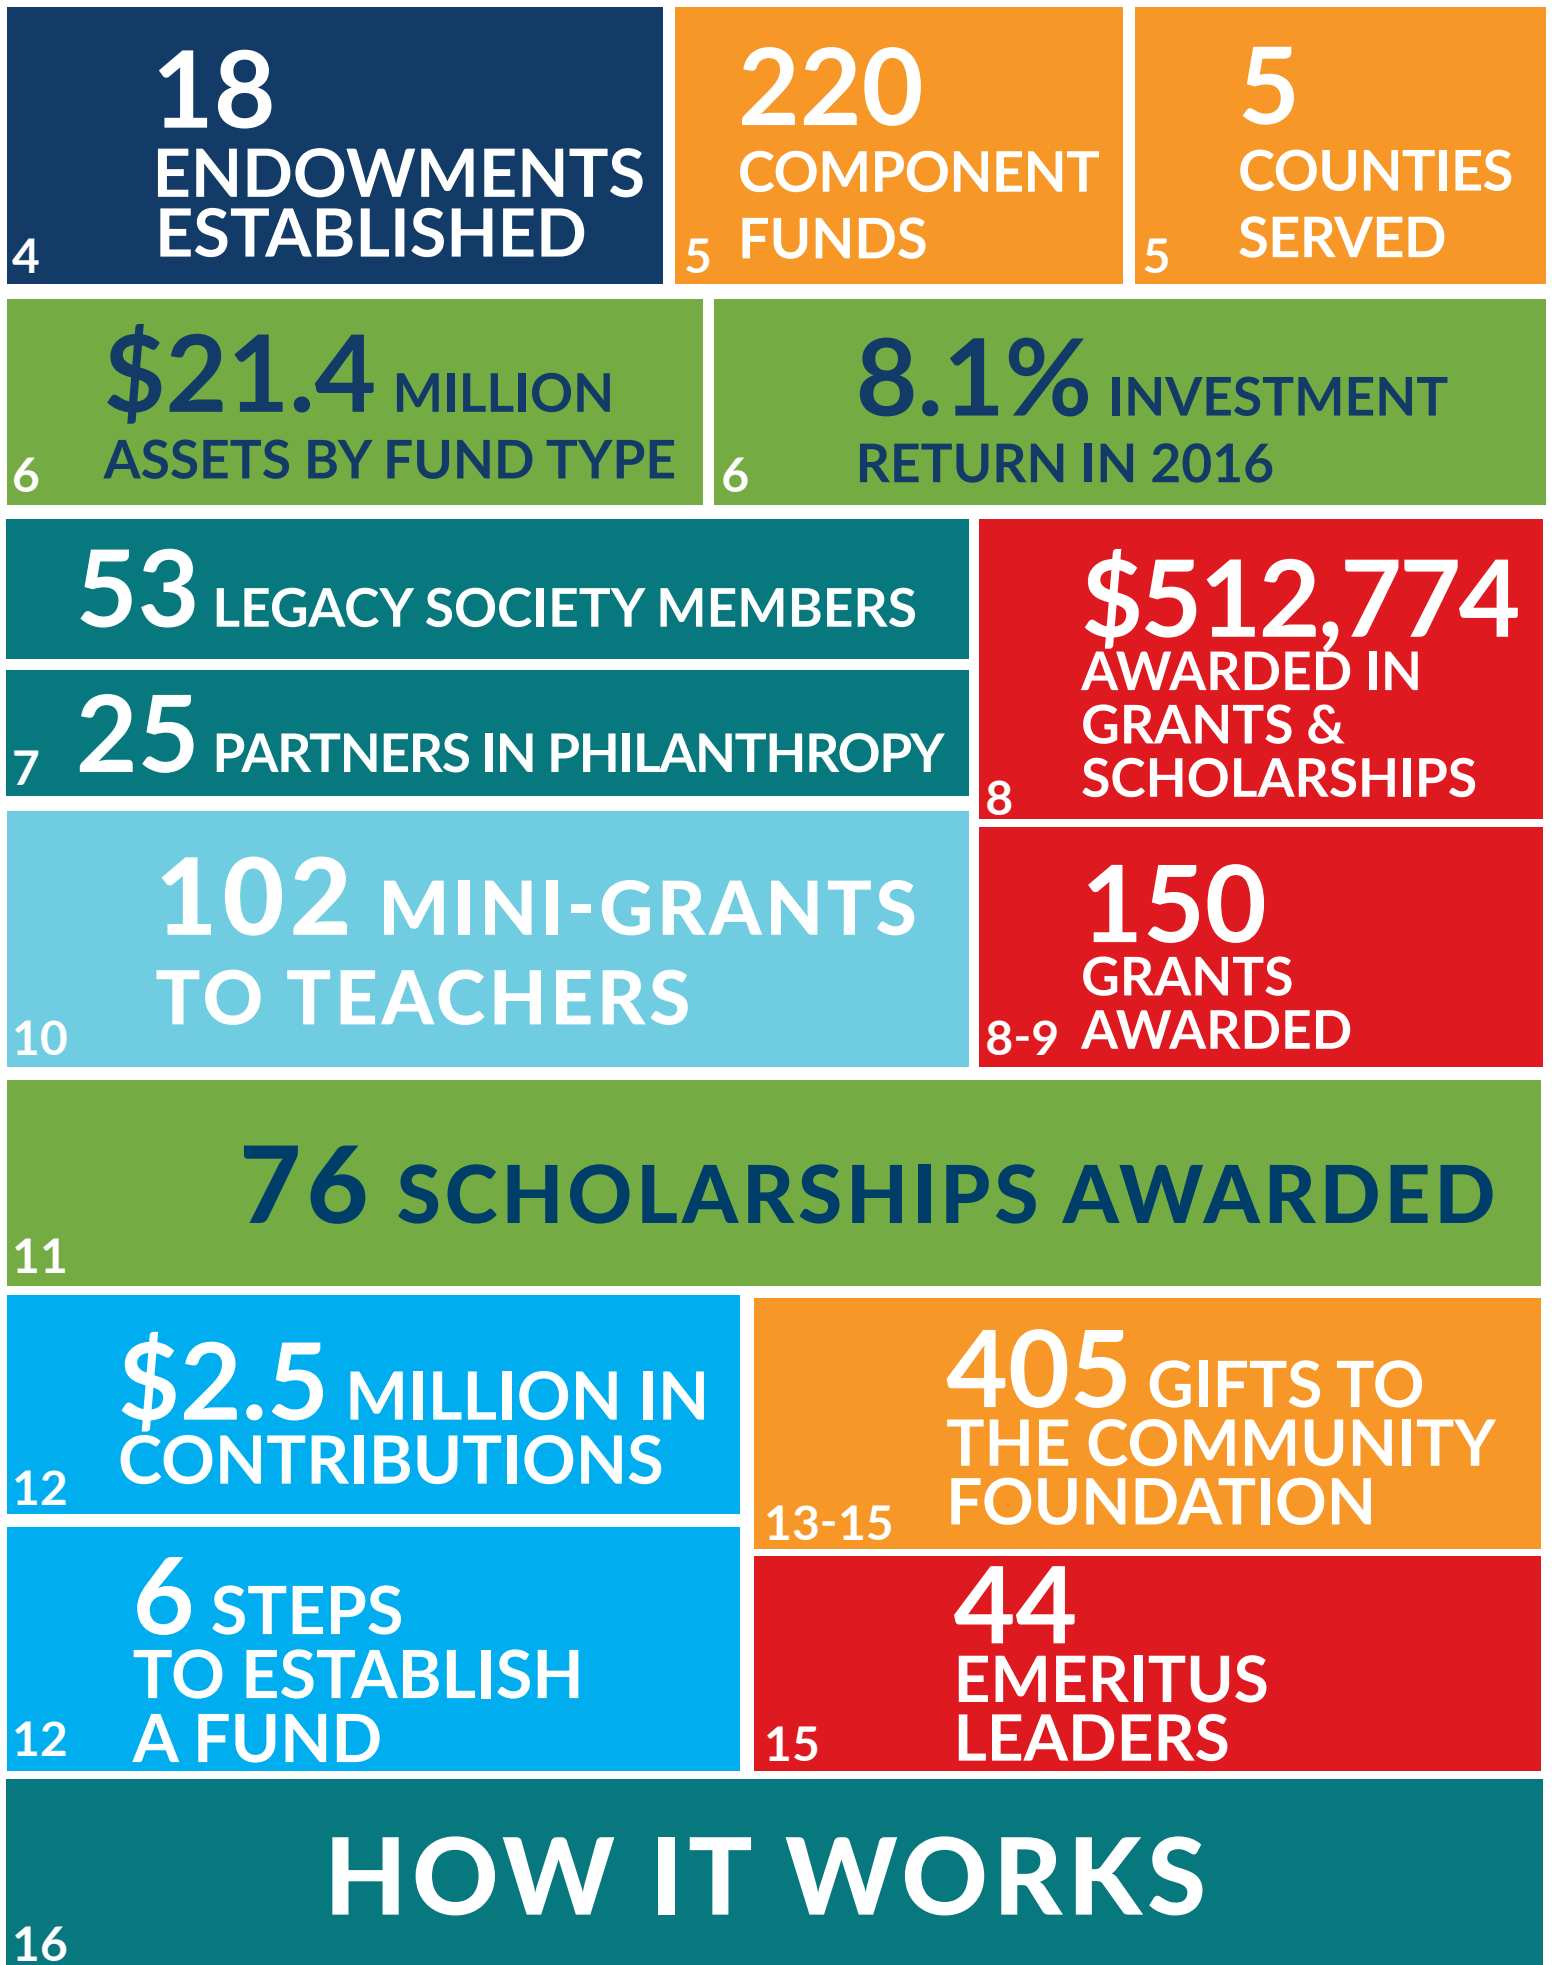 18
ENDOWMENTS
ESTABLISHED
4
220
COMPONENT
FUNDS
5
5
COUNTIES
SERVED
5
$21.4 MILLION
ASSETS BY FUND TYPE
6
8.1% INVESTMENT
RETURN IN 2016
6
53 LEGACY SOCIETY MEMBERS
25 PARTNERS IN PHILANTHROPY
7
$512,774
AWARDED IN
GRANTS &
SCHOLARSHIPS
8
102 MINI-GRANTS
TO TEACHERS
10
150
GRANTS
AWARDED
8-9
76 SCHOLARSHIPS AWARDED
11
$2.5 MILLION IN
CONTRIBUTIONS
12
405 GIFTS TO
THE COMMUNITY
FOUNDATION
13-15
6 STEPS
TO ESTABLISH
A FUND
12
44
EMERITUS
LEADERS
15
HOW IT WORKS
16